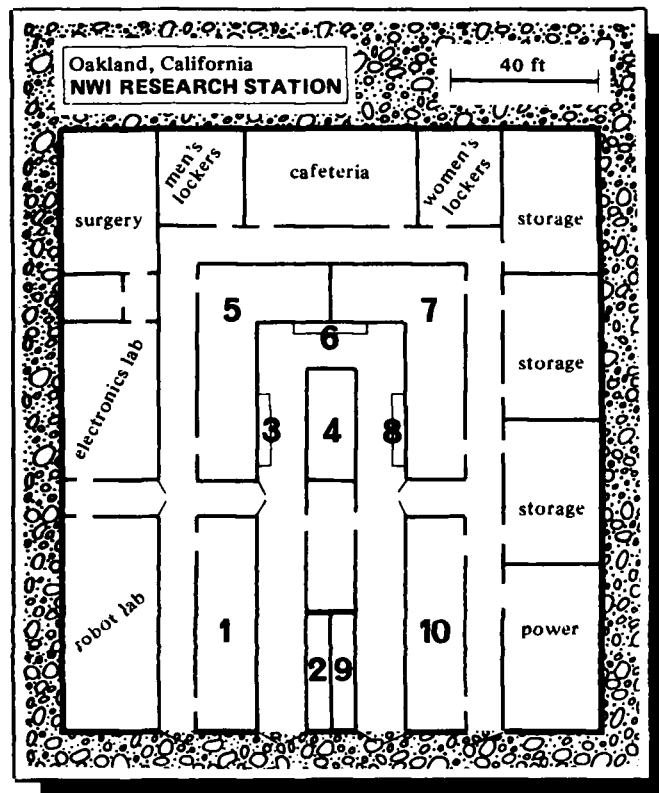 Oakland, California
NWI RESEARCH STATION
40 ft
men's
lockers
cafeteria
women's
lockers
surgery
storage
5
7
6
electronics lab
storage
3
4
8
storage
robot lab
1
10
power
2
9